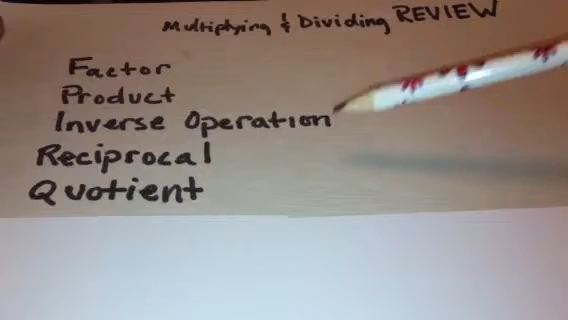 Multiplying & Dividing REVIEW
Factor
Product
Inverse Operation
Reciprocal
Quotient